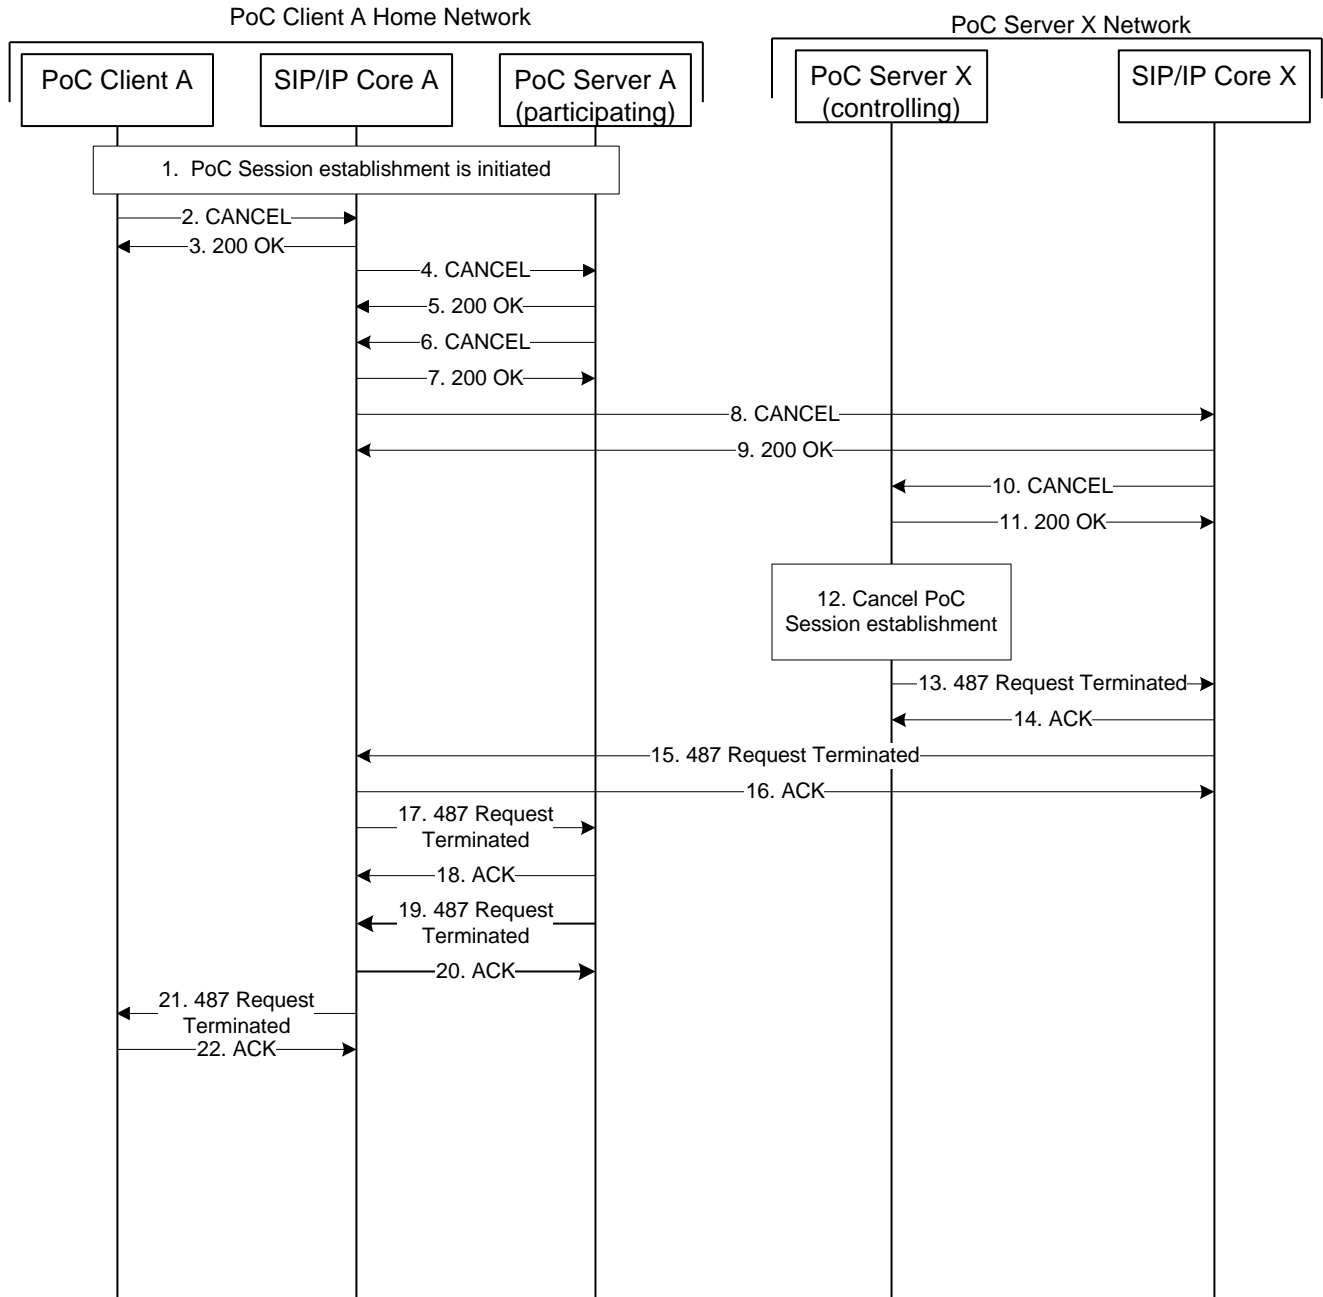 PoC Client A Home Network
PoC Server X Network
PoC Client A
SIP/IP Core A
PoC Server A
(participating)
PoC Server X
(controlling)
SIP/IP Core X
1. PoC Session establishment is initiated
2. CANCEL
3. 200 OK
4. CANCEL
5. 200 OK
6. CANCEL
7. 200 OK
8. CANCEL
9. 200 OK
10. CANCEL
11. 200 OK
12. Cancel PoC
Session establishment
13. 487 Request Terminated
14. ACK
15. 487 Request Terminated
16. ACK
17. 487 Request
Terminated
18. ACK
19. 487 Request
Terminated
20. ACK
21. 487 Request
Terminated
22. ACK